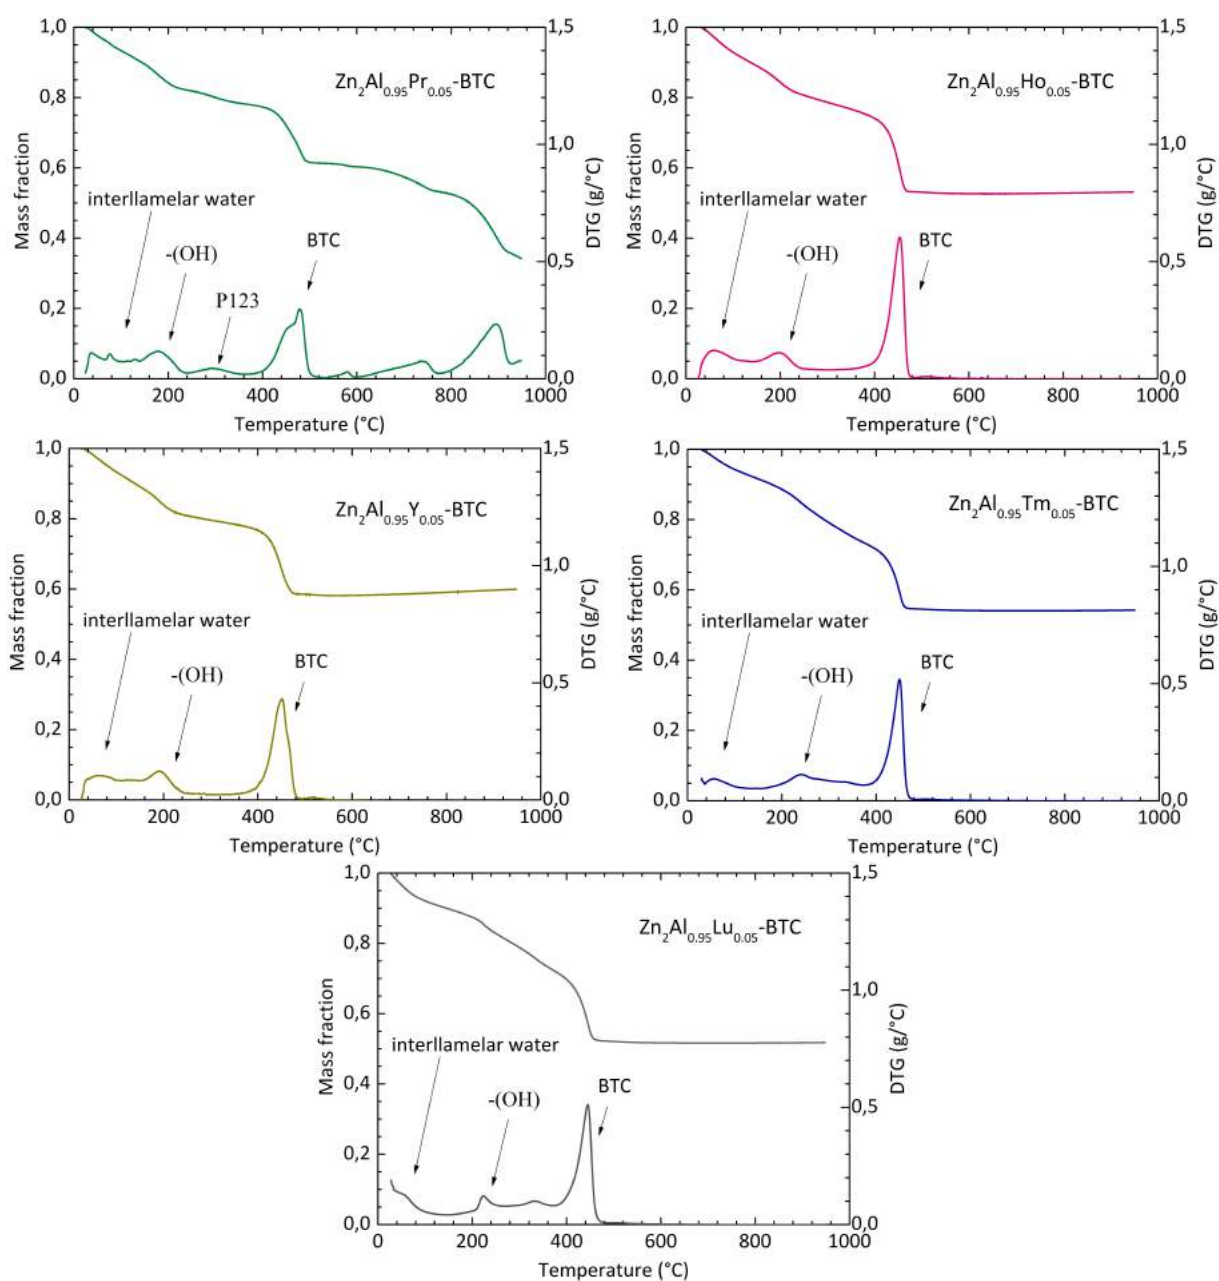 Zn₂Al₀.₉₅Pr₀.₀₅-BTC
Mass fraction
1,0
0,8
0,6
0,4
0,2
0,0
interllamelar water
-(OH)
P123
BTC
1,5
1,0
0,5
0,0
DTG (g/°C)
0 200 400 600 800 1000
Temperature (°C)
Zn₂Al₀.₉₅Ho₀.₀₅-BTC
Mass fraction
1,0
0,8
0,6
0,4
0,2
0,0
interllamelar water
-(OH)
BTC
1,5
1,0
0,5
0,0
DTG (g/°C)
0 200 400 600 800 1000
Temperature (°C)
Zn₂Al₀.₉₅Y₀.₀₅-BTC
Mass fraction
1,0
0,8
0,6
0,4
0,2
0,0
interllamelar water
-(OH)
BTC
1,5
1,0
0,5
0,0
DTG (g/°C)
0 200 400 600 800 1000
Temperature (°C)
Zn₂Al₀.₉₅Tm₀.₀₅-BTC
Mass fraction
1,0
0,8
0,6
0,4
0,2
0,0
interllamelar water
-(OH)
BTC
1,5
1,0
0,5
0,0
DTG (g/°C)
0 200 400 600 800 1000
Temperature (°C)
Zn₂Al₀.₉₅Lu₀.₀₅-BTC
Mass fraction
1,0
0,8
0,6
0,4
0,2
0,0
interllamelar water
-(OH)
BTC
1,5
1,0
0,5
0,0
DTG (g/°C)
0 200 400 600 800 1000
Temperature (°C)